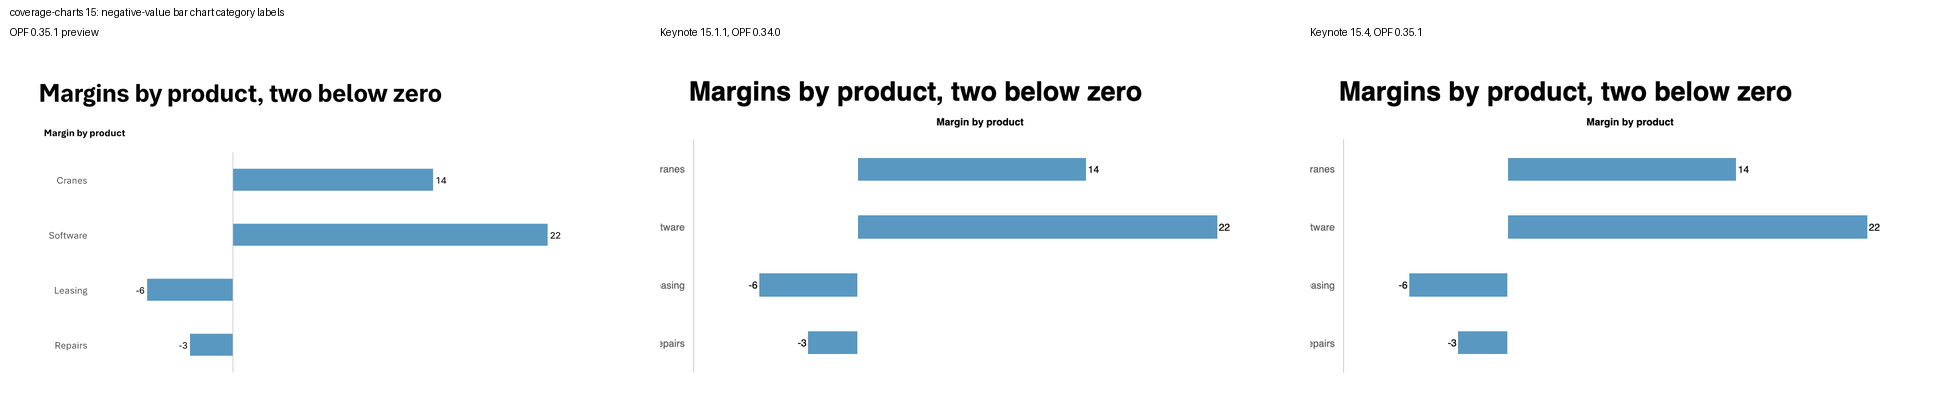 coverage-charts 15: negative-value bar chart category labels
OPF 0.35.1 preview
Keynote 15.1.1, OPF 0.34.0
Keynote 15.4, OPF 0.35.1
Margins by product, two below zero
Margin by product
Cranes
14
Software
22
Leasing
-6
Repairs
-3
Margins by product, two below zero
Margin by product
ranes
14
tware
22
asing
-6
epairs
-3
Margins by product, two below zero
Margin by product
ranes
14
tware
22
asing
-6
epairs
-3